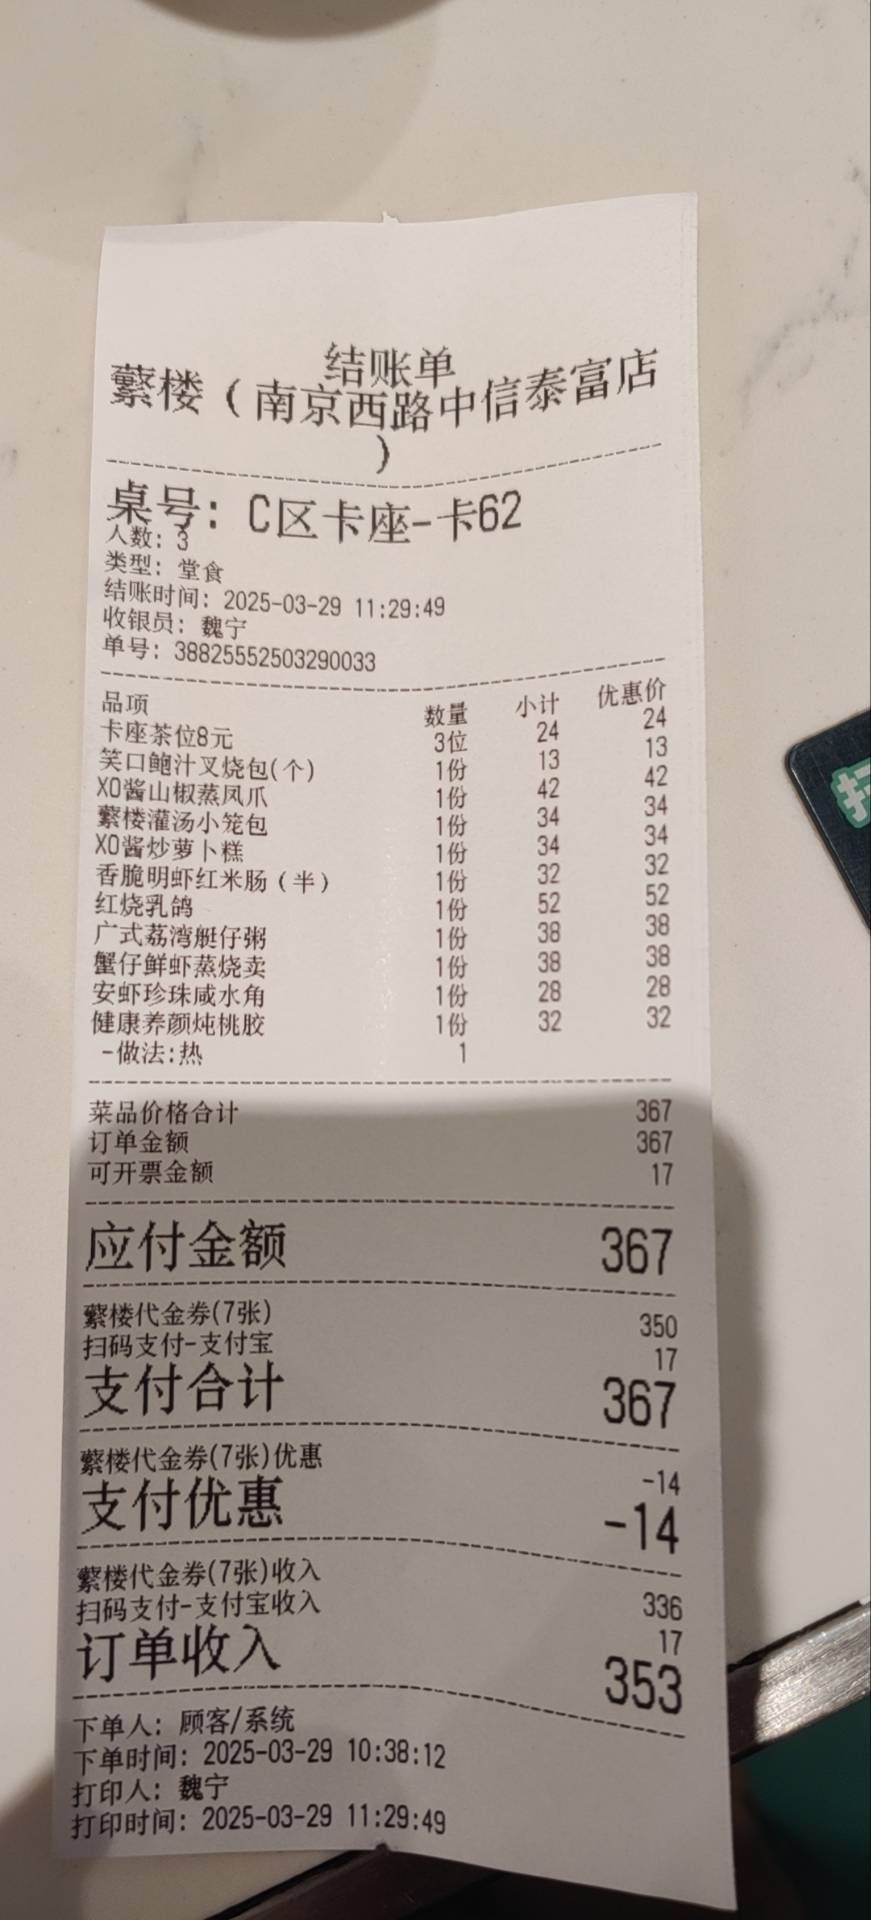 结账单
蘩楼（南京西路中信泰富店
）
桌号：C区卡座-卡62
人数：3
类型：堂食
结账时间：2025-03-29 11:29:49
收银员：魏宁
单号：38825552503290033
品项 数量 小计 优惠价
卡座茶位8元 3位 24 24
笑口鲍汁叉烧包(个) 1份 13 13
XO酱山椒蒸凤爪 1份 42 42
蘩楼灌汤小笼包 1份 34 34
XO酱炒萝卜糕 1份 34 34
香脆明虾红米肠（半） 1份 32 32
红烧乳鸽 1份 52 52
广式荔湾艇仔粥 1份 38 38
蟹仔鲜虾蒸烧卖 1份 38 38
安虾珍珠咸水角 1份 28 28
健康养颜炖桃胶 1份 32 32
-做法:热 1
菜品价格合计 367
订单金额 367
可开票金额 17
应付金额 367
蘩楼代金券(7张) 350
扫码支付-支付宝 17
支付合计 367
蘩楼代金券(7张)优惠 -14
支付优惠 -14
蘩楼代金券(7张)收入 336
扫码支付-支付宝收入 17
订单收入 353
下单人：顾客/系统
下单时间：2025-03-29 10:38:12
打印人：魏宁
打印时间：2025-03-29 11:29:49